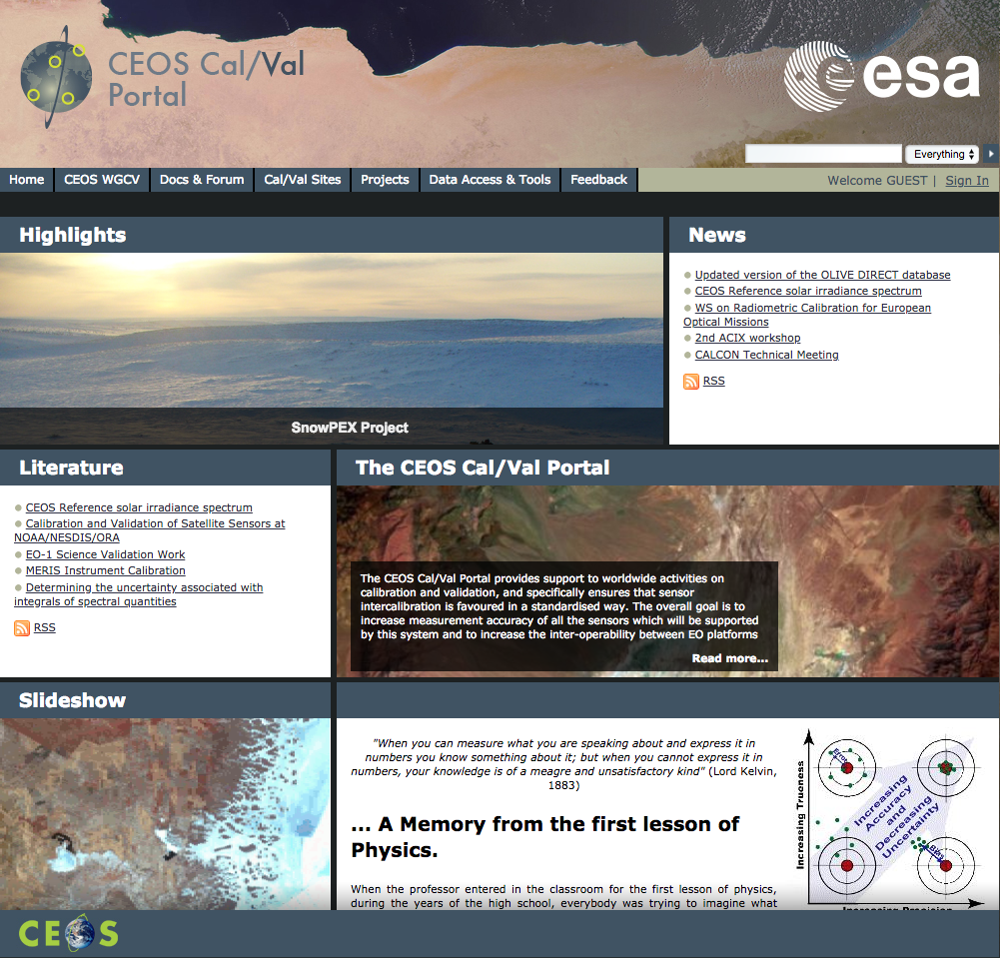 CEOS Cal/Val
Portal
esa
Everything
Home
CEOS WGCV
Docs & Forum
Cal/Val Sites
Projects
Data Access & Tools
Feedback
Welcome GUEST |
Sign In
Highlights
SnowPEX Project
News
Updated version of the OLIVE DIRECT database
CEOS Reference solar irradiance spectrum
WS on Radiometric Calibration for European
Optical Missions
2nd ACIX workshop
CALCON Technical Meeting
RSS
Literature
CEOS Reference solar irradiance spectrum
Calibration and Validation of Satellite Sensors at
NOAA/NESDIS/ORA
EO-1 Science Validation Work
MERIS Instrument Calibration
Determining the uncertainty associated with
integrals of spectral quantities
RSS
The CEOS Cal/Val Portal
The CEOS Cal/Val Portal provides support to worldwide activities on
calibration and validation, and specifically ensures that sensor
intercalibration is favoured in a standardised way. The overall goal is to
increase measurement accuracy of all the sensors which will be supported
by this system and to increase the inter-operability between EO platforms
Read more...
Slideshow
"When you can measure what you are speaking about and express it in
numbers you know something about it; but when you cannot express it in
numbers, your knowledge is of a meagre and unsatisfactory kind" (Lord Kelvin,
1883)
... A Memory from the first lesson of
Physics.
When the professor entered in the classroom for the first lesson of physics,
during the years of the high school, everybody was trying to imagine what
Increasing Trueness
Error
Increasing
Accuracy
and
Decreasing
Uncertainty
Bias
Increasing Precision
CEOS